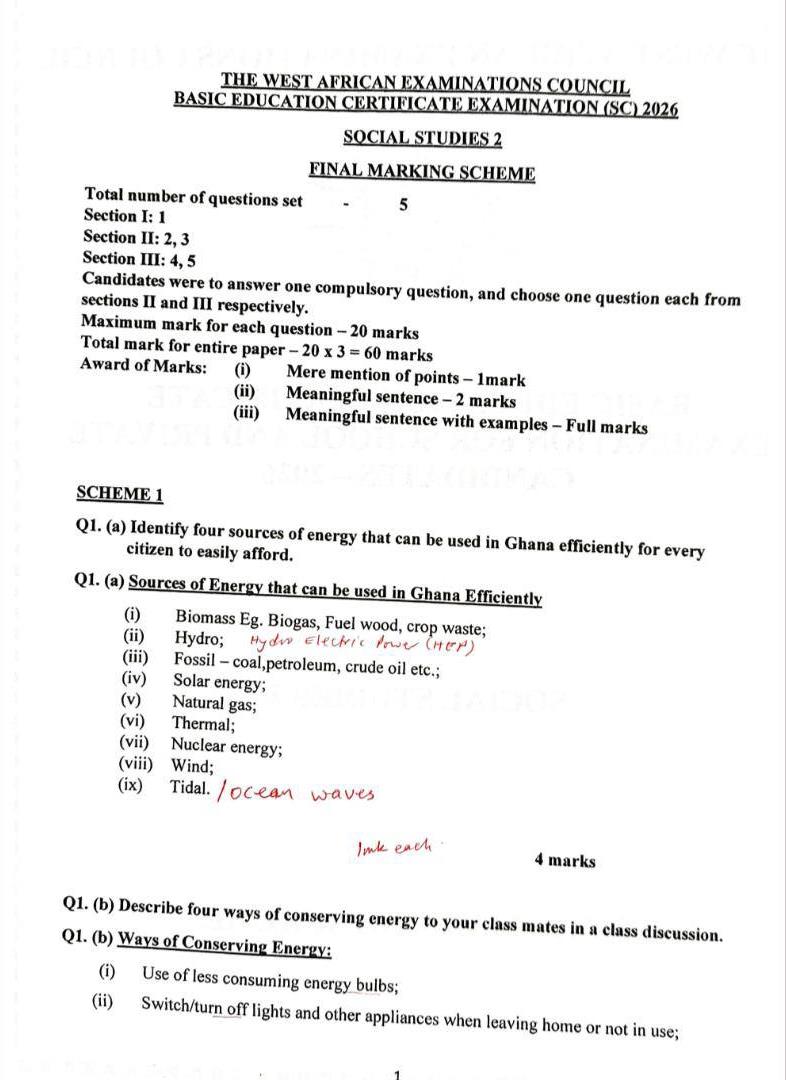 THE WEST AFRICAN EXAMINATIONS COUNCIL
BASIC EDUCATION CERTIFICATE EXAMINATION (SC) 2026
SOCIAL STUDIES 2
FINAL MARKING SCHEME
Total number of questions set - 5
Section I: 1
Section II: 2, 3
Section III: 4, 5
Candidates were to answer one compulsory question, and choose one question each from
sections II and III respectively.
Maximum mark for each question – 20 marks
Total mark for entire paper – 20 x 3 = 60 marks
Award of Marks: (i) Mere mention of points – 1mark
(ii) Meaningful sentence – 2 marks
(iii) Meaningful sentence with examples – Full marks
SCHEME 1
Q1. (a) Identify four sources of energy that can be used in Ghana efficiently for every
citizen to easily afford.
Q1. (a) Sources of Energy that can be used in Ghana Efficiently
(i) Biomass Eg. Biogas, Fuel wood, crop waste;
(ii) Hydro; Hydro Electric Power (HEP)
(iii) Fossil – coal,petroleum, crude oil etc.;
(iv) Solar energy;
(v) Natural gas;
(vi) Thermal;
(vii) Nuclear energy;
(viii) Wind;
(ix) Tidal. /ocean waves
1mk each
4 marks
Q1. (b) Describe four ways of conserving energy to your class mates in a class discussion.
Q1. (b) Ways of Conserving Energy:
(i) Use of less consuming energy bulbs;
(ii) Switch/turn off lights and other appliances when leaving home or not in use;
1